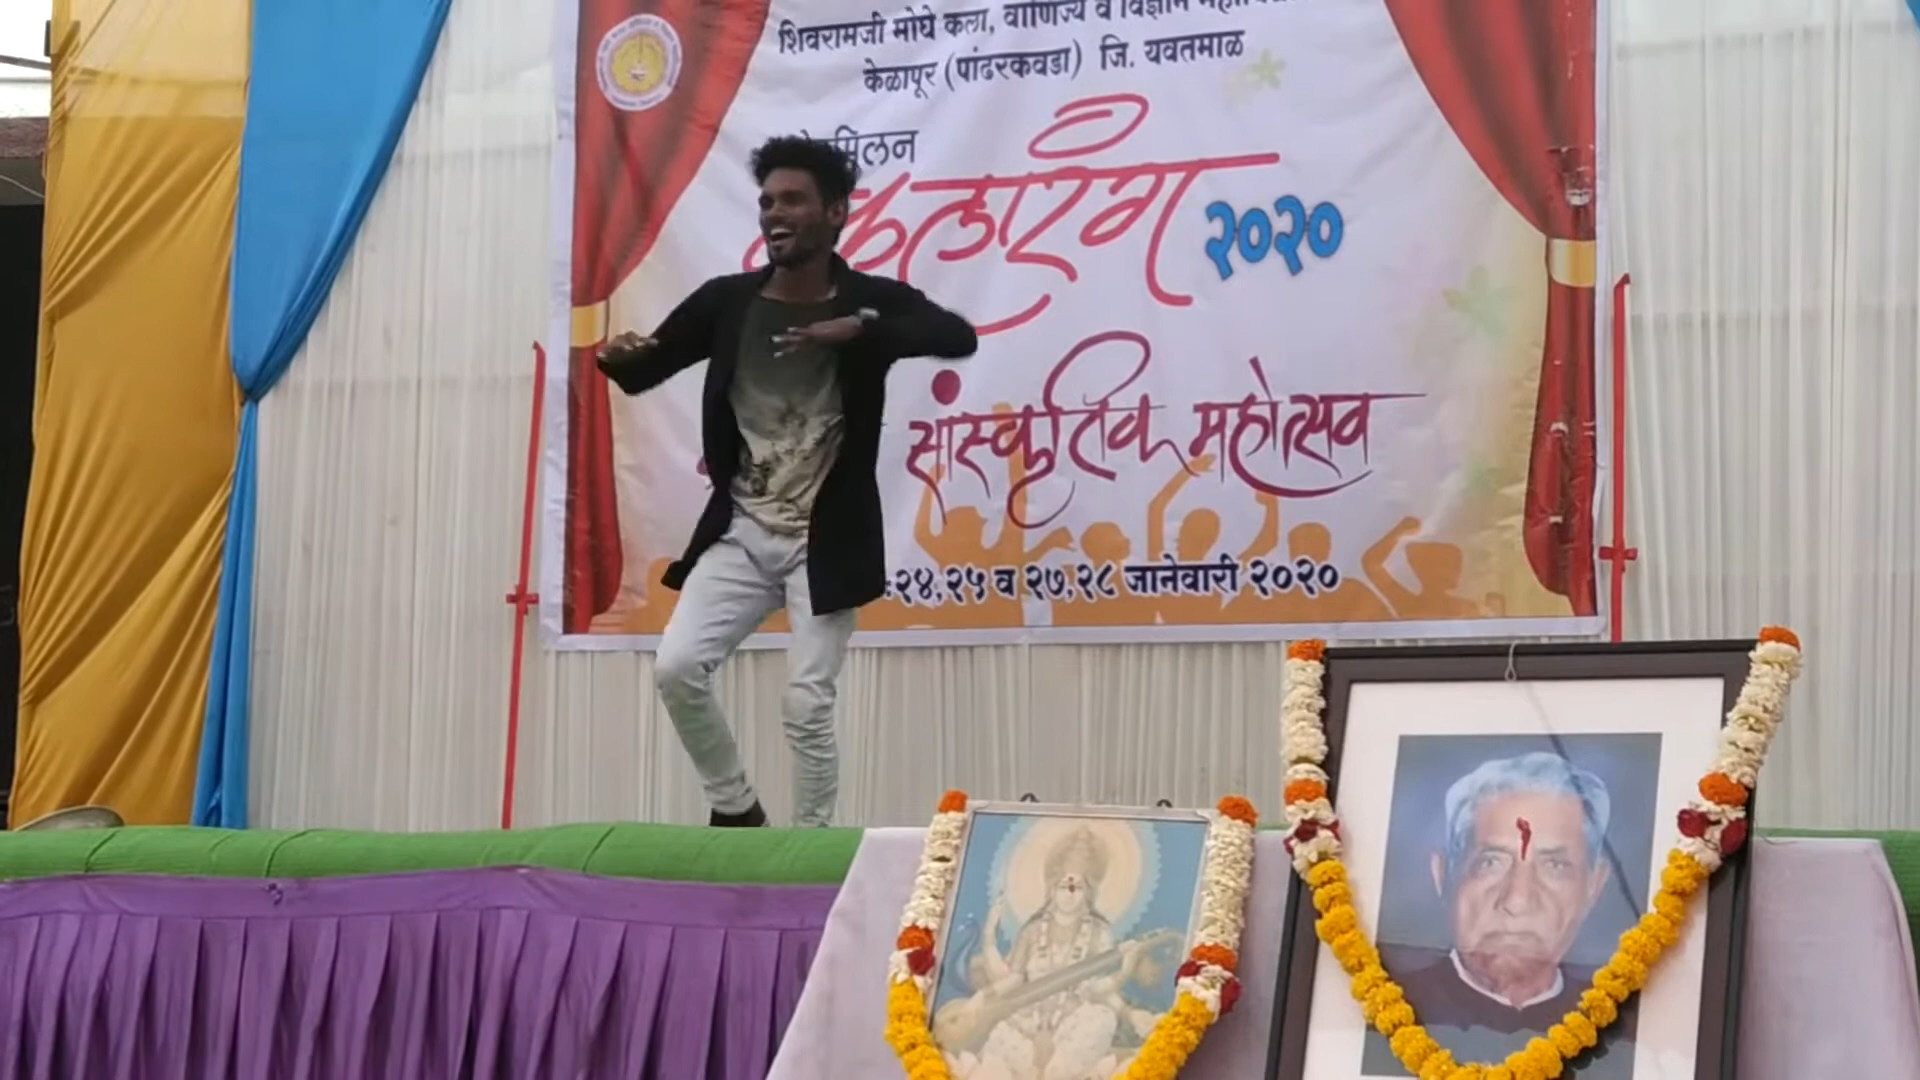 शिवरामजी मोघे कला, वाणिज्य व विज्ञान
केळापूर (पांढरकवडा) जि. यवतमाळ
कलारंग २०२०
सांस्कृतिक महोत्सव
२४,२५ व २७,२८ जानेवारी २०२०